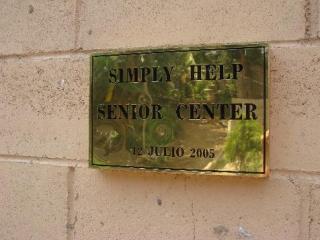 SIMPLY HELP
SENIOR CENTER
12 JULIO 2005